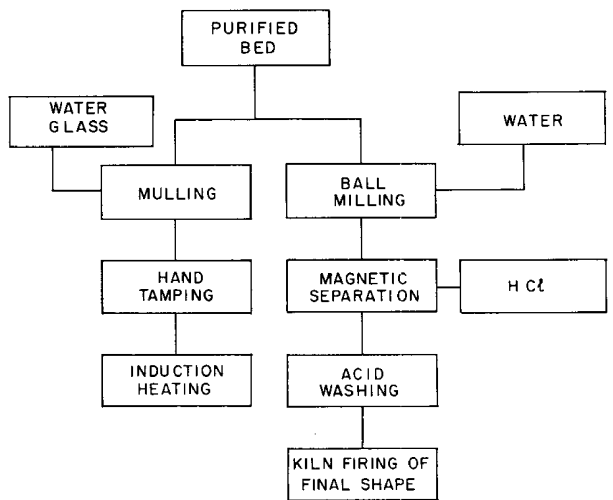 PURIFIED
BED
WATER
GLASS
WATER
MULLING
BALL
MILLING
HAND
TAMPING
MAGNETIC
SEPARATION
HCℓ
INDUCTION
HEATING
ACID
WASHING
KILN FIRING OF
FINAL SHAPE